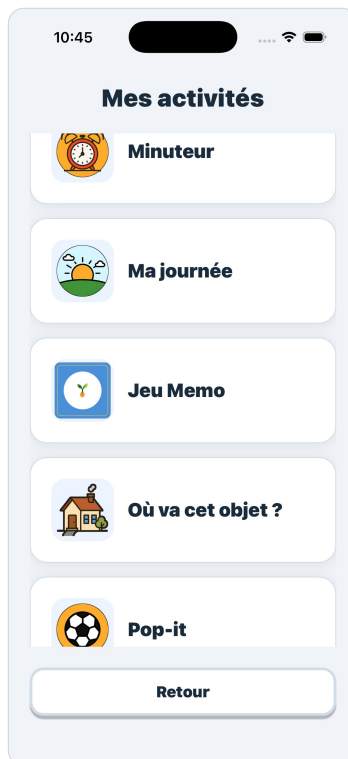 10:45
Mes activités
Minuteur
Ma journée
Jeu Memo
Où va cet objet ?
Pop-it
Retour